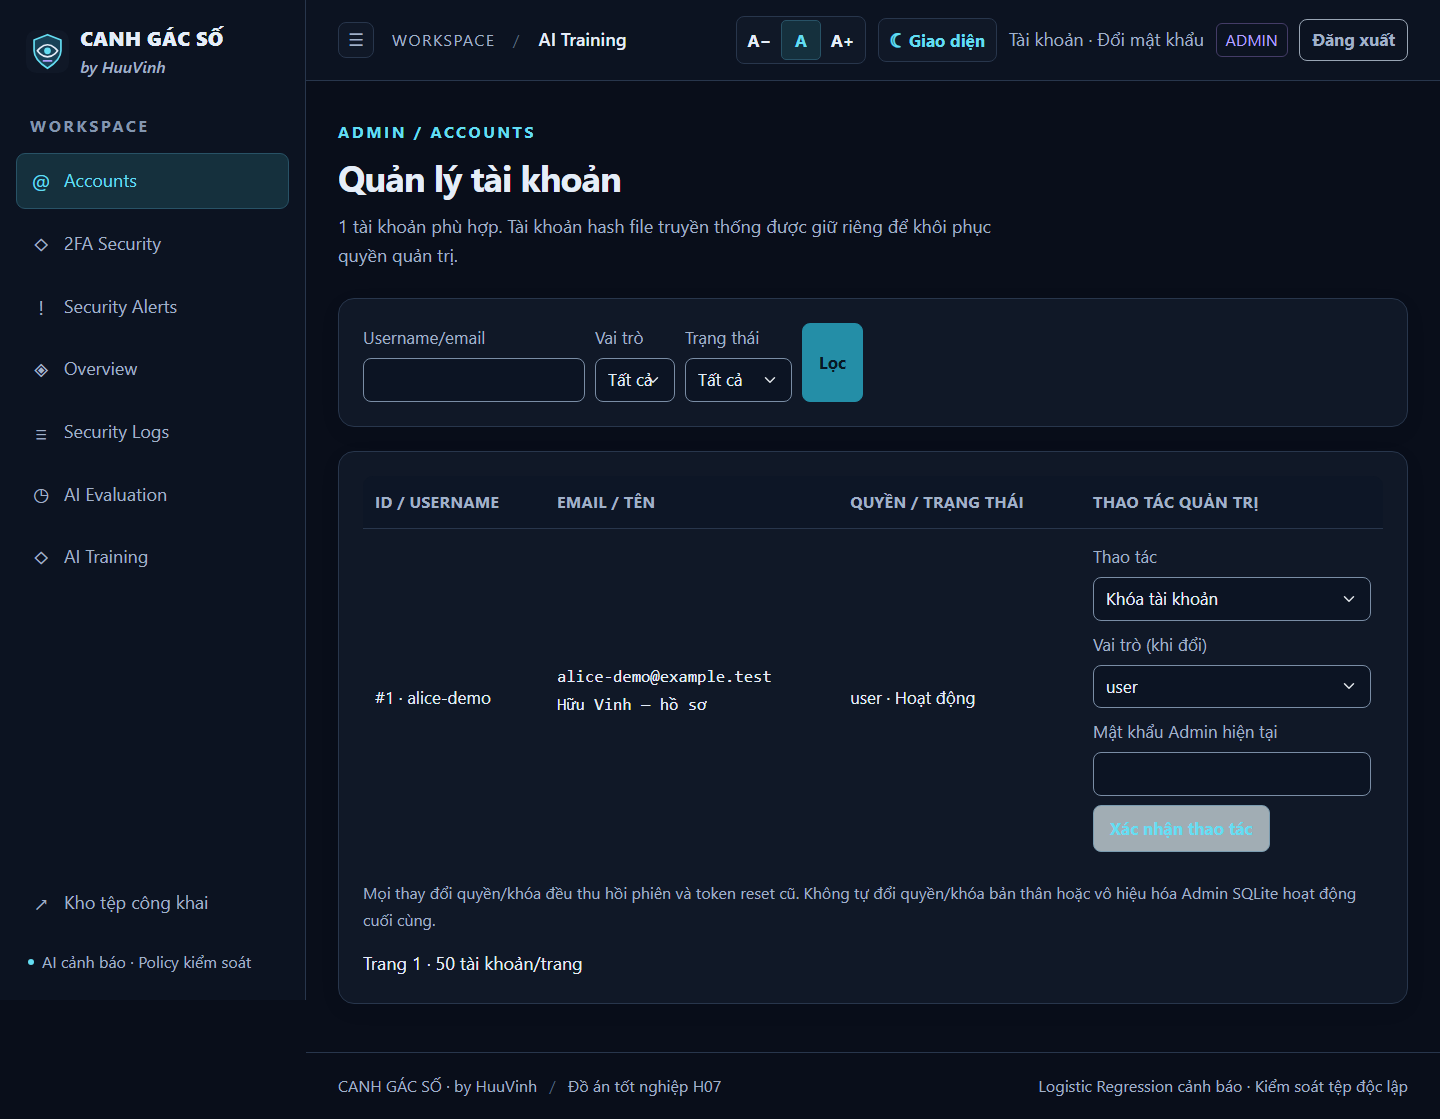 CANH GÁC SỐ
by HuuVinh
WORKSPACE
@ Accounts
2FA Security
! Security Alerts
Overview
Security Logs
AI Evaluation
AI Training
Kho tệp công khai
AI cảnh báo · Policy kiểm soát
WORKSPACE / AI Training
A− A A+
Giao diện
Tài khoản · Đổi mật khẩu
ADMIN
Đăng xuất
ADMIN / ACCOUNTS
Quản lý tài khoản
1 tài khoản phù hợp. Tài khoản hash file truyền thống được giữ riêng để khôi phục
quyền quản trị.
Username/email
Vai trò
Trạng thái
Tất cả
Tất cả
Lọc
ID / USERNAME
EMAIL / TÊN
QUYỀN / TRẠNG THÁI
THAO TÁC QUẢN TRỊ
#1 · alice-demo
alice-demo@example.test
Hữu Vinh — hồ sơ
user · Hoạt động
Thao tác
Khóa tài khoản
Vai trò (khi đổi)
user
Mật khẩu Admin hiện tại
Xác nhận thao tác
Mọi thay đổi quyền/khóa đều thu hồi phiên và token reset cũ. Không tự đổi quyền/khóa bản thân hoặc vô hiệu hóa Admin SQLite hoạt động
cuối cùng.
Trang 1 · 50 tài khoản/trang
CANH GÁC SỐ · by HuuVinh / Đồ án tốt nghiệp H07
Logistic Regression cảnh báo · Kiểm soát tệp độc lập